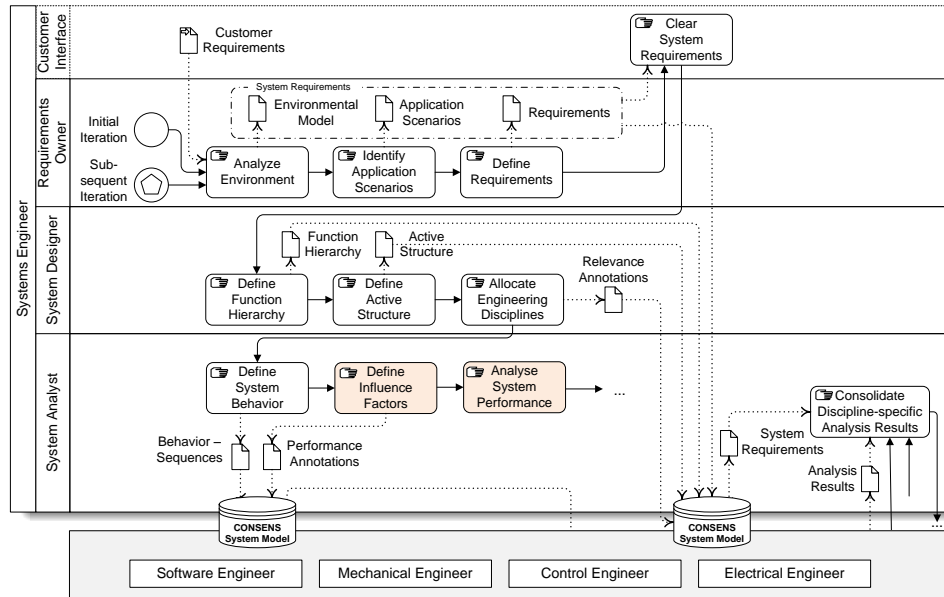 Systems Engineer
Customer
Interface
Customer
Requirements
Clear
System
Requirements
Requirements
Owner
Initial
Iteration
Sub-
sequent
Iteration
System Requirements
Environmental
Model
Application
Scenarios
Requirements
Analyze
Environment
Identify
Application
Scenarios
Define
Requirements
System Designer
Function
Hierarchy
Active
Structure
Relevance
Annotations
Define
Function
Hierarchy
Define
Active
Structure
Allocate
Engineering
Disciplines
System Analyst
Define
System
Behavior
Define
Influence
Factors
Analyse
System
Performance
...
Consolidate
Discipline-specific
Analysis Results
Behavior –
Sequences
Performance
Annotations
System
Requirements
Analysis
Results
...
CONSENS
System Model
CONSENS
System Model
Software Engineer
Mechanical Engineer
Control Engineer
Electrical Engineer